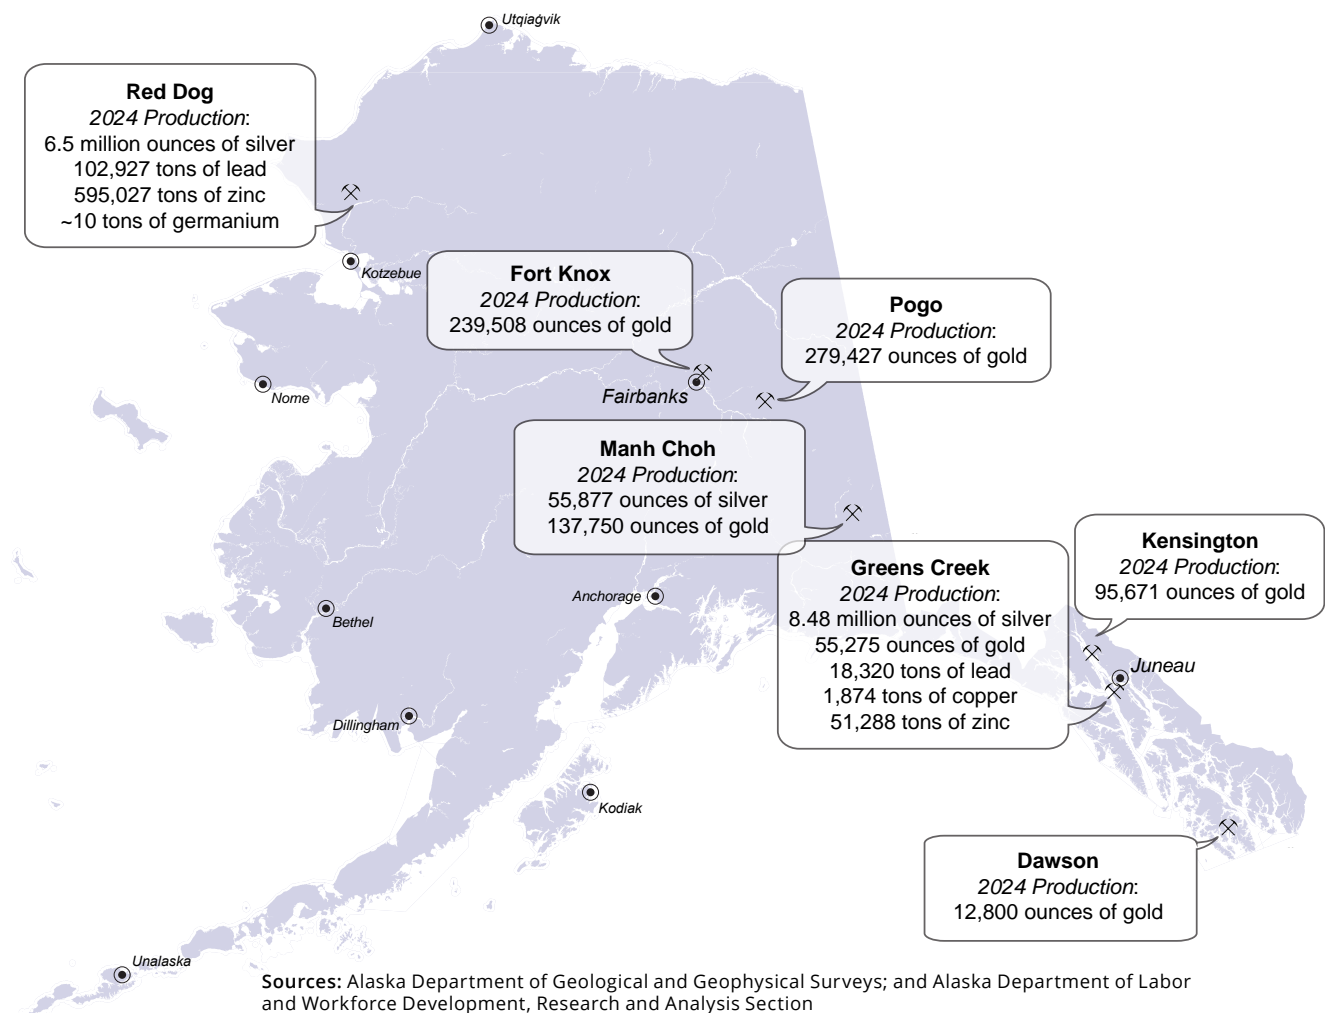 Utqiaġvik
Red Dog
2024 Production:
6.5 million ounces of silver
102,927 tons of lead
595,027 tons of zinc
~10 tons of germanium
Kotzebue
Fort Knox
2024 Production:
239,508 ounces of gold
Pogo
2024 Production:
279,427 ounces of gold
Nome
Fairbanks
Manh Choh
2024 Production:
55,877 ounces of silver
137,750 ounces of gold
Kensington
2024 Production:
95,671 ounces of gold
Greens Creek
2024 Production:
8.48 million ounces of silver
55,275 ounces of gold
18,320 tons of lead
1,874 tons of copper
51,288 tons of zinc
Anchorage
Bethel
Juneau
Dillingham
Kodiak
Dawson
2024 Production:
12,800 ounces of gold
Unalaska
Sources: Alaska Department of Geological and Geophysical Surveys; and Alaska Department of Labor
and Workforce Development, Research and Analysis Section